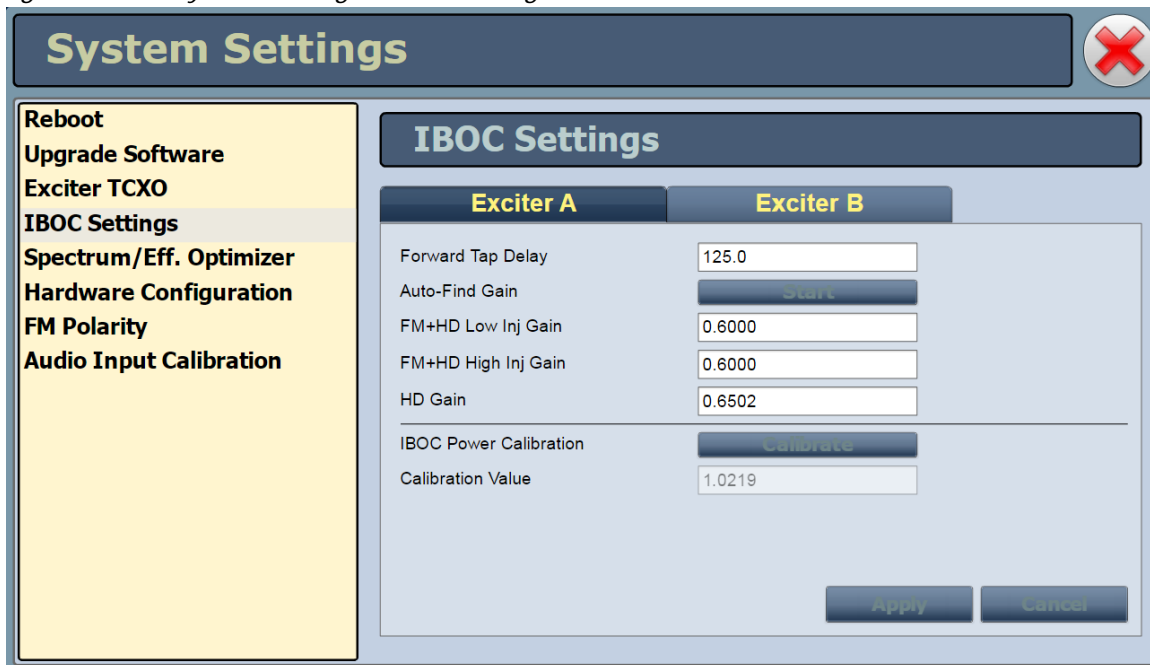 System Settings
Reboot
Upgrade Software
Exciter TCXO
IBOC Settings
Spectrum/Eff. Optimizer
Hardware Configuration
FM Polarity
Audio Input Calibration
IBOC Settings
Exciter A Exciter B
Forward Tap Delay 125.0
Auto-Find Gain Start
FM+HD Low Inj Gain 0.6000
FM+HD High Inj Gain 0.6000
HD Gain 0.6502
IBOC Power Calibration Calibrate
Calibration Value 1.0219
Apply Cancel